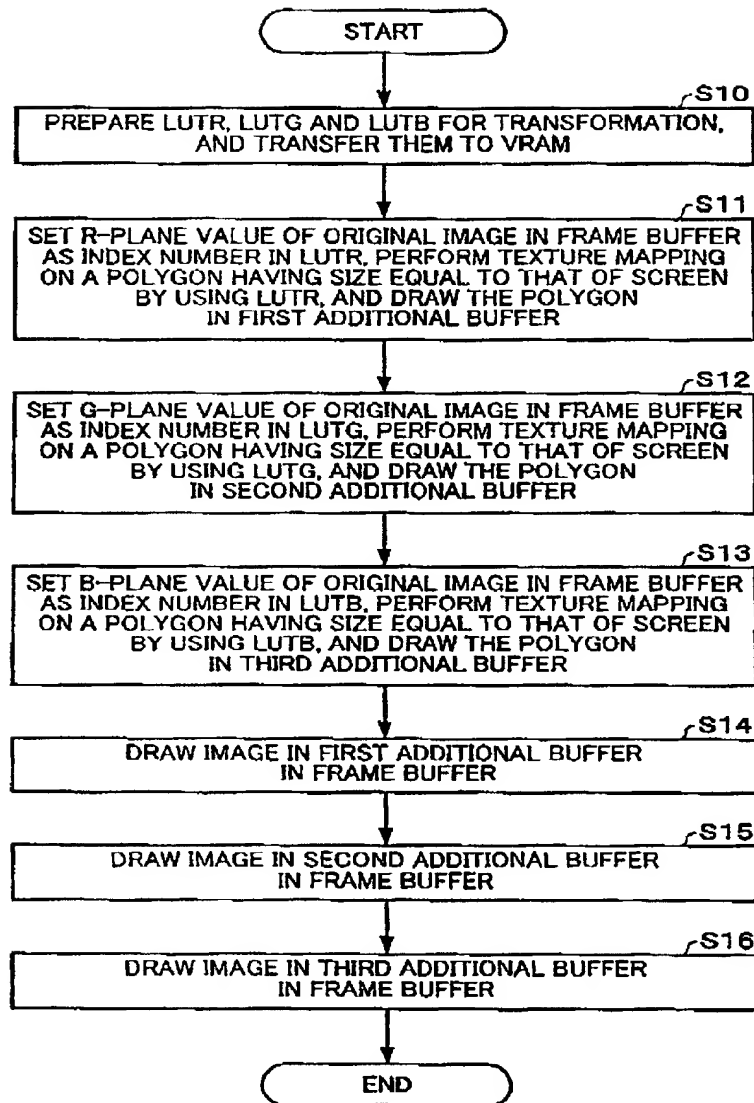 START
S10
PREPARE LUTR, LUTG AND LUTB FOR TRANSFORMATION,
AND TRANSFER THEM TO VRAM
S11
SET R-PLANE VALUE OF ORIGINAL IMAGE IN FRAME BUFFER
AS INDEX NUMBER IN LUTR, PERFORM TEXTURE MAPPING
ON A POLYGON HAVING SIZE EQUAL TO THAT OF SCREEN
BY USING LUTR, AND DRAW THE POLYGON
IN FIRST ADDITIONAL BUFFER
S12
SET G-PLANE VALUE OF ORIGINAL IMAGE IN FRAME BUFFER
AS INDEX NUMBER IN LUTG, PERFORM TEXTURE MAPPING
ON A POLYGON HAVING SIZE EQUAL TO THAT OF SCREEN
BY USING LUTG, AND DRAW THE POLYGON
IN SECOND ADDITIONAL BUFFER
S13
SET B-PLANE VALUE OF ORIGINAL IMAGE IN FRAME BUFFER
AS INDEX NUMBER IN LUTB, PERFORM TEXTURE MAPPING
ON A POLYGON HAVING SIZE EQUAL TO THAT OF SCREEN
BY USING LUTB, AND DRAW THE POLYGON
IN THIRD ADDITIONAL BUFFER
S14
DRAW IMAGE IN FIRST ADDITIONAL BUFFER
IN FRAME BUFFER
S15
DRAW IMAGE IN SECOND ADDITIONAL BUFFER
IN FRAME BUFFER
S16
DRAW IMAGE IN THIRD ADDITIONAL BUFFER
IN FRAME BUFFER
END